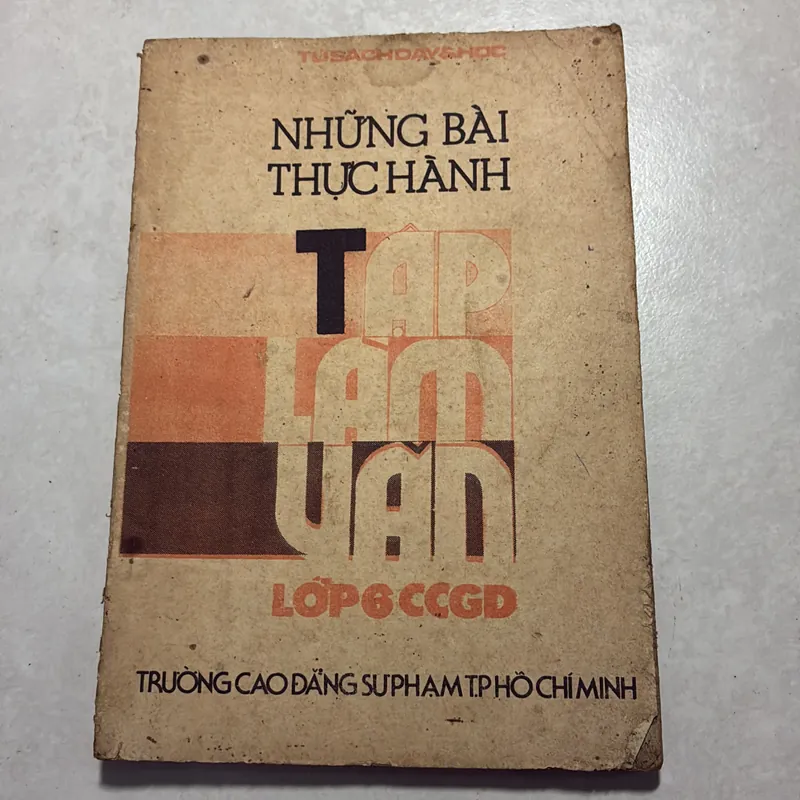 TỦ SÁCH DẠY & HỌC
NHỮNG BÀI
THỰC HÀNH
TẬP
LÀM
VĂN
LỚP 6 CCGD
TRƯỜNG CAO ĐẲNG SƯ PHẠM T.P HỒ CHÍ MINH